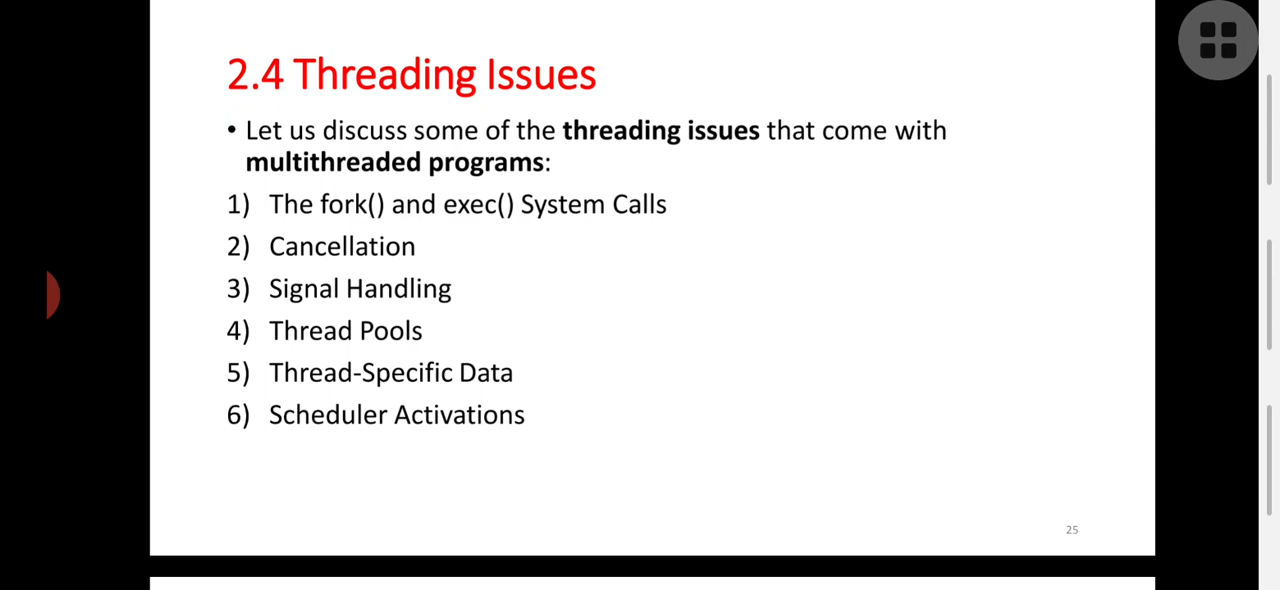 2.4 Threading Issues
• Let us discuss some of the threading issues that come with
multithreaded programs:
1) The fork() and exec() System Calls
2) Cancellation
3) Signal Handling
4) Thread Pools
5) Thread-Specific Data
6) Scheduler Activations
25